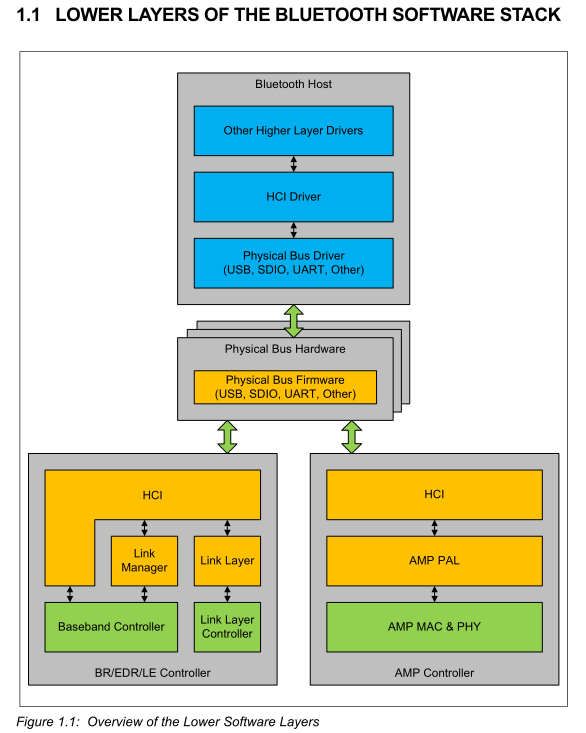 1.1 LOWER LAYERS OF THE BLUETOOTH SOFTWARE STACK
Bluetooth Host
Other Higher Layer Drivers
HCI Driver
Physical Bus Driver
(USB, SDIO, UART, Other)
Physical Bus Hardware
Physical Bus Firmware
(USB, SDIO, UART, Other)
HCI
Link
Manager
Link Layer
Baseband Controller
Link Layer
Controller
BR/EDR/LE Controller
HCI
AMP PAL
AMP MAC & PHY
AMP Controller
Figure 1.1: Overview of the Lower Software Layers